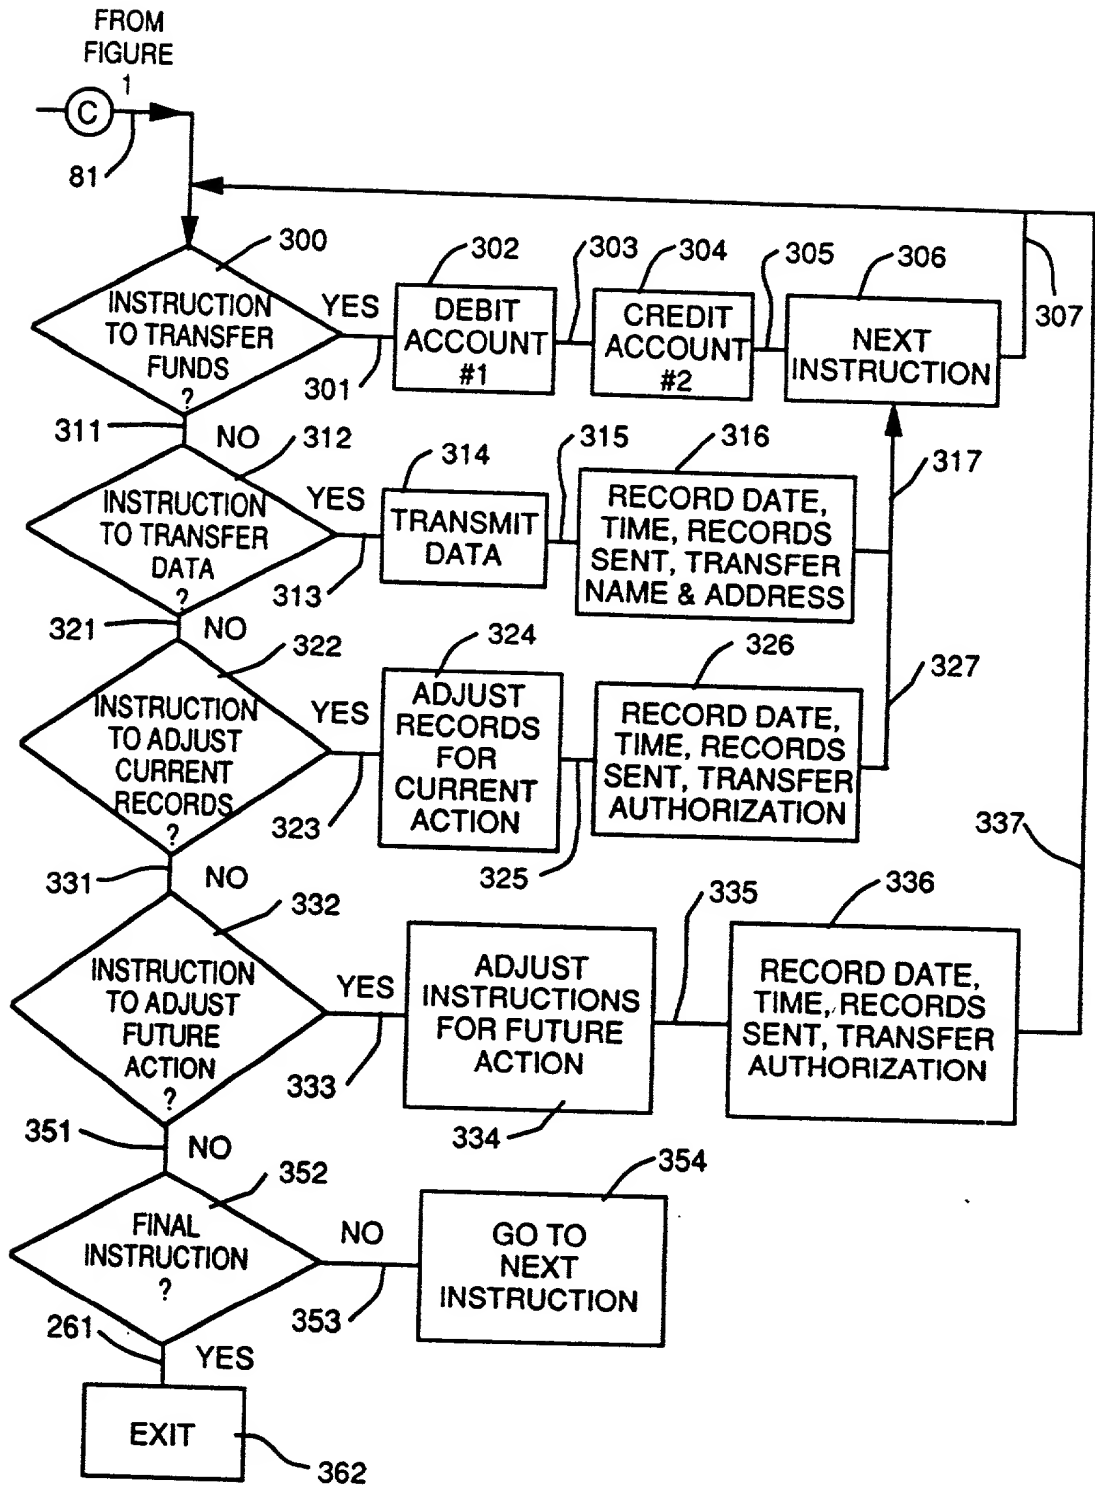 FROM
FIGURE
1
C
81
300
INSTRUCTION
TO TRANSFER
FUNDS
?
YES
301
302
DEBIT
ACCOUNT
#1
303
304
CREDIT
ACCOUNT
#2
305
306
NEXT
INSTRUCTION
307
311
NO
312
INSTRUCTION
TO TRANSFER
DATA
?
YES
313
314
TRANSMIT
DATA
315
316
RECORD DATE,
TIME, RECORDS
SENT, TRANSFER
NAME & ADDRESS
317
321
NO
322
INSTRUCTION
TO ADJUST
CURRENT
RECORDS
?
YES
323
324
ADJUST
RECORDS
FOR
CURRENT
ACTION
325
326
RECORD DATE,
TIME, RECORDS
SENT, TRANSFER
AUTHORIZATION
327
331
NO
332
INSTRUCTION
TO ADJUST
FUTURE
ACTION
?
YES
333
ADJUST
INSTRUCTIONS
FOR FUTURE
ACTION
334
335
336
RECORD DATE,
TIME, RECORDS
SENT, TRANSFER
AUTHORIZATION
337
351
NO
352
FINAL
INSTRUCTION
?
NO
353
354
GO TO
NEXT
INSTRUCTION
261
YES
EXIT
362